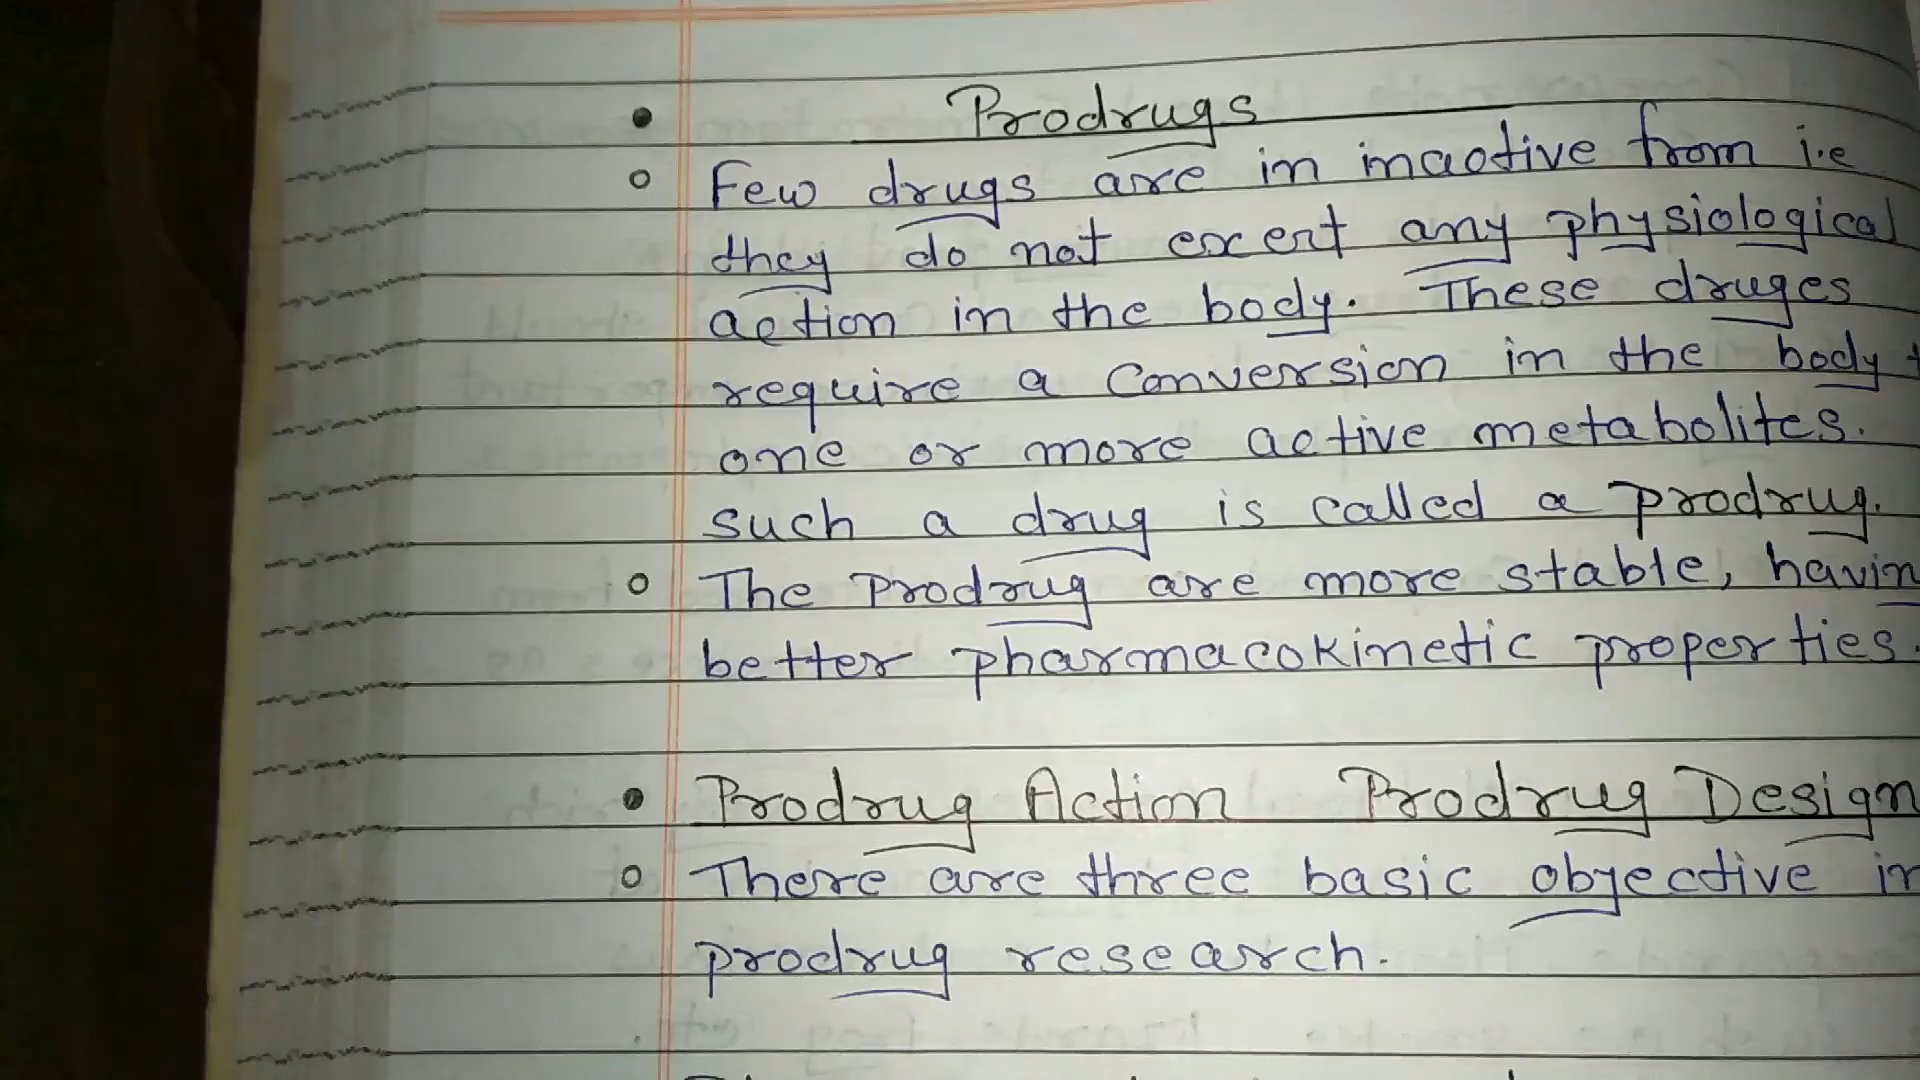 • Prodrugs
o Few drugs are in inactive from i.e
they do not excert any physiological
action in the body. These druges
require a conversion in the body
one or more active metabolites.
such a drug is called a prodrug.
o The Prodrug are more stable, havin
better pharmacokinetic properties.
• Prodrug Action Prodrug Design
o There are three basic objective in
prodrug research.